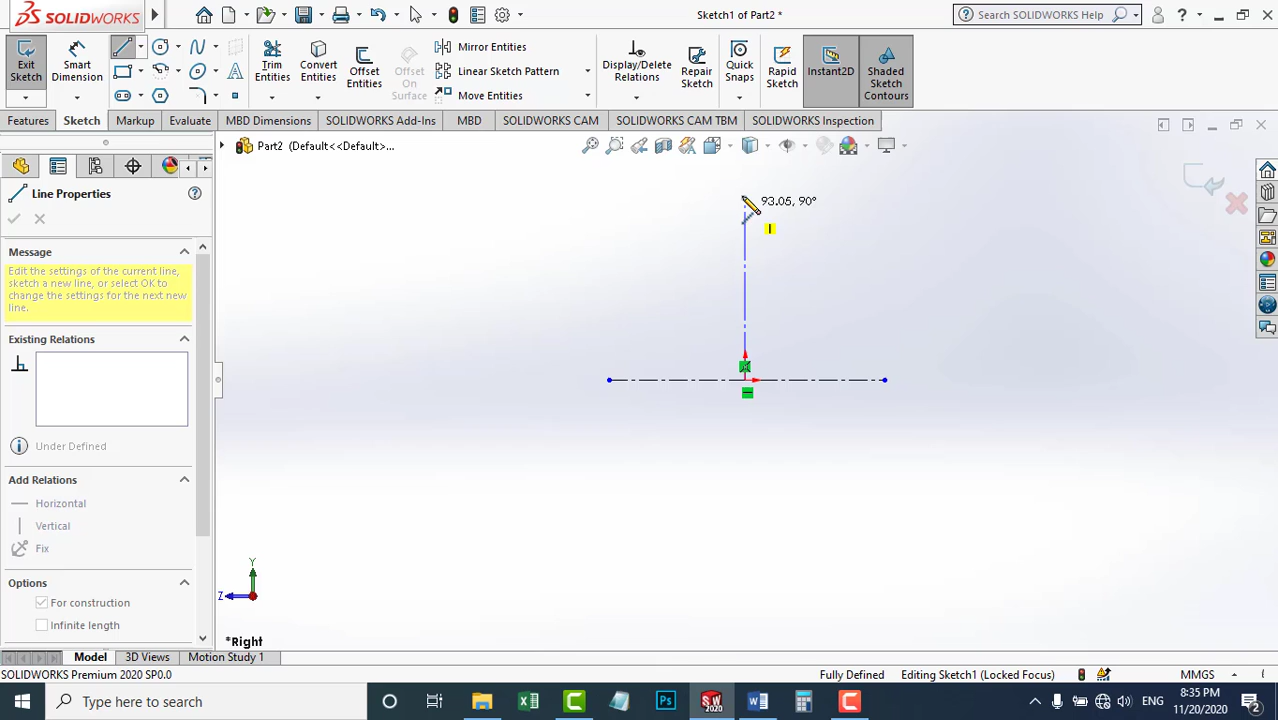 SOLIDWORKS
Sketch1 of Part2 *
Search SOLIDWORKS Help
Exit Sketch
Smart Dimension
Trim Entities
Convert Entities
Offset Entities
Offset On Surface
Mirror Entities
Linear Sketch Pattern
Move Entities
Display/Delete Relations
Repair Sketch
Quick Snaps
Rapid Sketch
Instant2D
Shaded Sketch Contours
Features
Sketch
Markup
Evaluate
MBD Dimensions
SOLIDWORKS Add-Ins
MBD
SOLIDWORKS CAM
SOLIDWORKS CAM TBM
SOLIDWORKS Inspection
Part2 (Default<<Default>...
Line Properties
Message
Edit the settings of the current line,
sketch a new line, or select OK to
change the settings for the next new
line.
Existing Relations
Under Defined
Add Relations
Horizontal
Vertical
Fix
Options
For construction
Infinite length
93.05, 90°
Y
Z
*Right
Model
3D Views
Motion Study 1
SOLIDWORKS Premium 2020 SP0.0
Fully Defined
Editing Sketch1 (Locked Focus)
MMGS
Type here to search
ENG
8:35 PM
11/20/2020
2